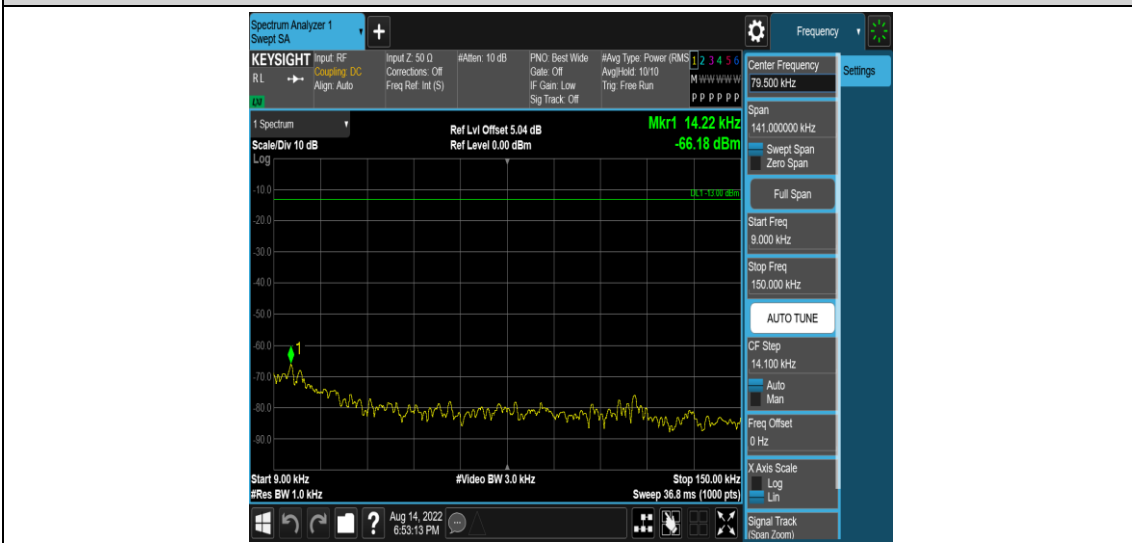 Spectrum Analyzer 1
Swept SA
+
Frequency
KEYSIGHT
RL
LXI
Input: RF
Coupling: DC
Align: Auto
Input Z: 50 Ω
Corrections: Off
Freq Ref: Int (S)
#Atten: 10 dB
PNO: Best Wide
Gate: Off
IF Gain: Low
Sig Track: Off
#Avg Type: Power (RMS
Avg|Hold: 10/10
Trig: Free Run
1 2 3 4 5 6
M W W W W W
P P P P P P
1 Spectrum
Scale/Div 10 dB
Ref Lvl Offset 5.04 dB
Ref Level 0.00 dBm
Mkr1 14.22 kHz
-66.18 dBm
Log
DL1 -13.00 dBm
-10.0
-20.0
-30.0
-40.0
-50.0
-60.0
1
-70.0
-80.0
-90.0
Start 9.00 kHz
#Res BW 1.0 kHz
#Video BW 3.0 kHz
Stop 150.00 kHz
Sweep 36.8 ms (1000 pts)
?
Aug 14, 2022
6:53:13 PM
Center Frequency
79.500 kHz
Settings
Span
141.000000 kHz
Swept Span
Zero Span
Full Span
Start Freq
9.000 kHz
Stop Freq
150.000 kHz
AUTO TUNE
CF Step
14.100 kHz
Auto
Man
Freq Offset
0 Hz
X Axis Scale
Log
Lin
Signal Track
(Span Zoom)